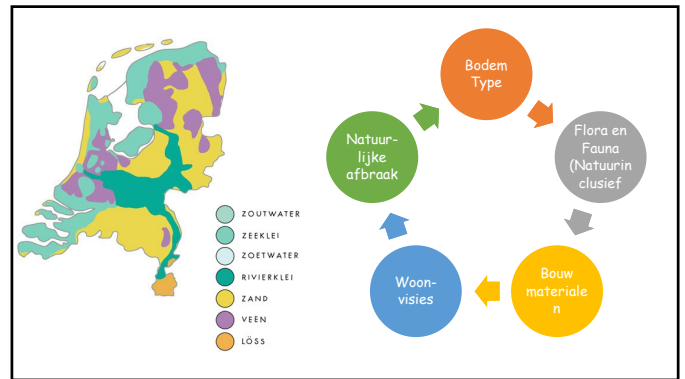 ZOUTWATER
ZEEKLEI
ZOETWATER
RIVIERKLEI
ZAND
VEEN
LÖSS
Bodem
Type
Flora en
Fauna
(Natuurin
clusief
Bouw
materiale
n
Woon-
visies
Natuur-
lijke
afbraak